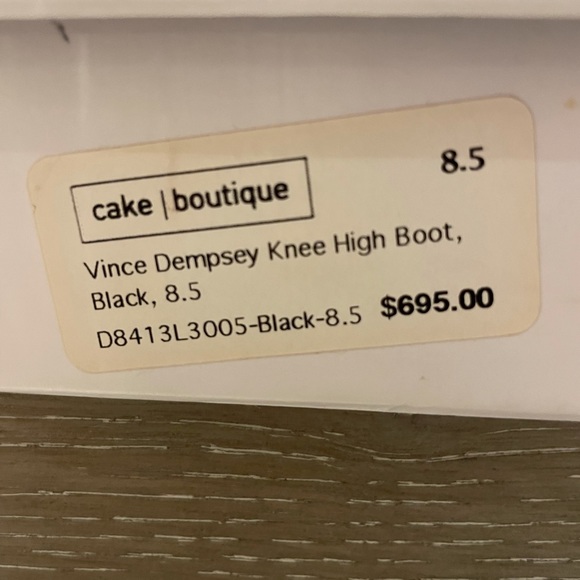 8.5
cake | boutique
Vince Dempsey Knee High Boot,
Black, 8.5
D8413L3005-Black-8.5 $695.00